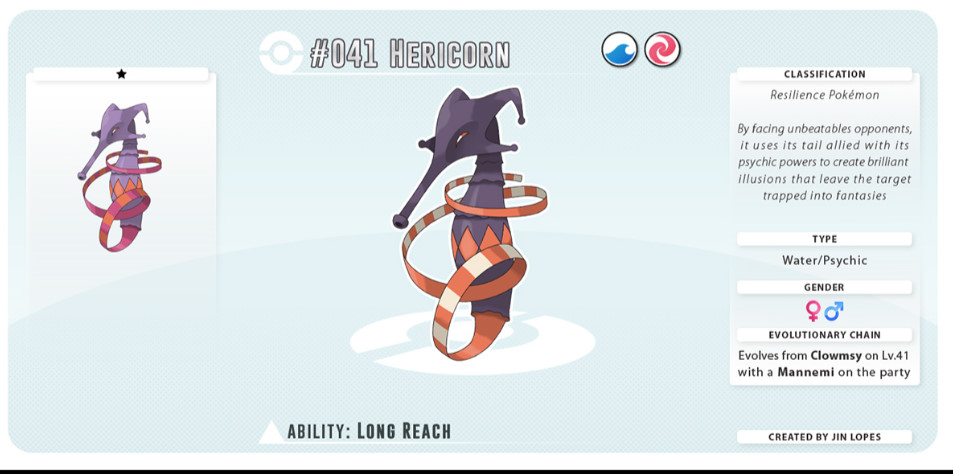 #041 Hericorn
CLASSIFICATION
Resilience Pokémon
By facing unbeatables opponents,
it uses its tail allied with its
psychic powers to create brilliant
illusions that leave the target
trapped into fantasies
TYPE
Water/Psychic
GENDER
EVOLUTIONARY CHAIN
Evolves from Clowmsy on Lv.41
with a Mannemi on the party
ABILITY: LONG REACH
CREATED BY JIN LOPES